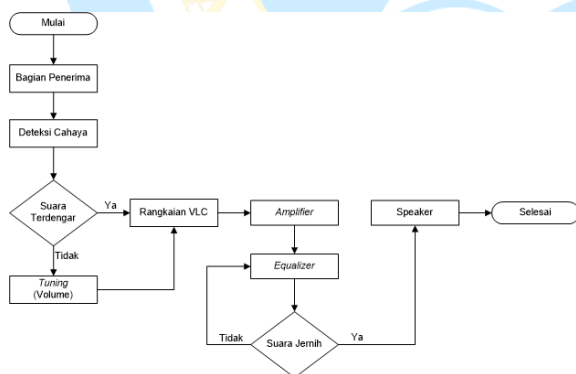 Mulai
Bagian Penerima
Deteksi Cahaya
Suara
Terdengar
Ya
Tidak
Tuning
(Volume)
Rangkaian VLC
Amplifier
Equalizer
Suara Jernih
Tidak
Ya
Speaker
Selesai